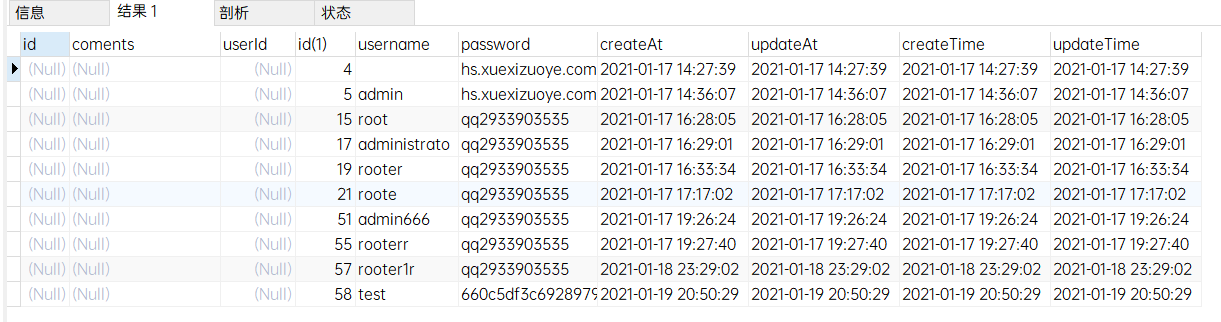 信息 结果 1 剖析 状态
id coments userId id(1) username password createAt updateAt createTime updateTime
(Null) (Null) (Null) 4 hs.xuexizuoye.com 2021-01-17 14:27:39 2021-01-17 14:27:39 2021-01-17 14:27:39 2021-01-17 14:27:39
(Null) (Null) (Null) 5 admin hs.xuexizuoye.com 2021-01-17 14:36:07 2021-01-17 14:36:07 2021-01-17 14:36:07 2021-01-17 14:36:07
(Null) (Null) (Null) 15 root qq2933903535 2021-01-17 16:28:05 2021-01-17 16:28:05 2021-01-17 16:28:05 2021-01-17 16:28:05
(Null) (Null) (Null) 17 administrato qq2933903535 2021-01-17 16:29:01 2021-01-17 16:29:01 2021-01-17 16:29:01 2021-01-17 16:29:01
(Null) (Null) (Null) 19 rooter qq2933903535 2021-01-17 16:33:34 2021-01-17 16:33:34 2021-01-17 16:33:34 2021-01-17 16:33:34
(Null) (Null) (Null) 21 roote qq2933903535 2021-01-17 17:17:02 2021-01-17 17:17:02 2021-01-17 17:17:02 2021-01-17 17:17:02
(Null) (Null) (Null) 51 admin666 qq2933903535 2021-01-17 19:26:24 2021-01-17 19:26:24 2021-01-17 19:26:24 2021-01-17 19:26:24
(Null) (Null) (Null) 55 rooterr qq2933903535 2021-01-17 19:27:40 2021-01-17 19:27:40 2021-01-17 19:27:40 2021-01-17 19:27:40
(Null) (Null) (Null) 57 rooter1r qq2933903535 2021-01-18 23:29:02 2021-01-18 23:29:02 2021-01-18 23:29:02 2021-01-18 23:29:02
(Null) (Null) (Null) 58 test 660c5df3c6928979 2021-01-19 20:50:29 2021-01-19 20:50:29 2021-01-19 20:50:29 2021-01-19 20:50:29